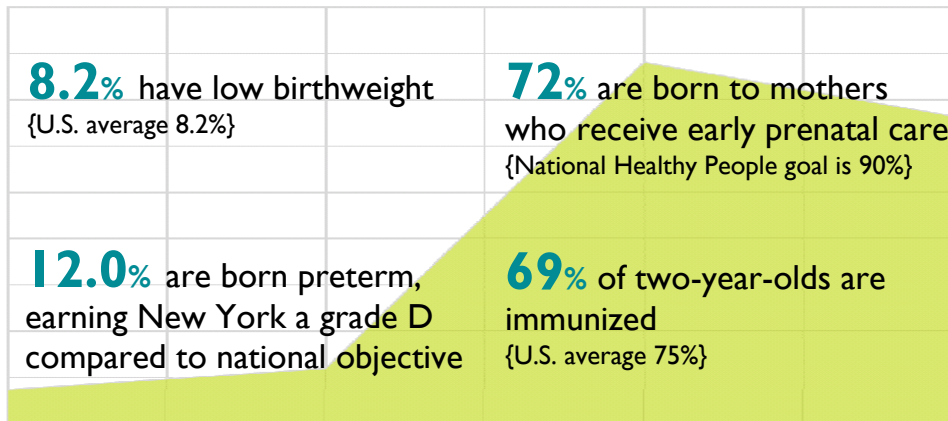 8.2% have low birthweight
{U.S. average 8.2%}
72% are born to mothers
who receive early prenatal care
{National Healthy People goal is 90%}
12.0% are born preterm,
earning New York a grade D
compared to national objective
69% of two-year-olds are
immunized
{U.S. average 75%}